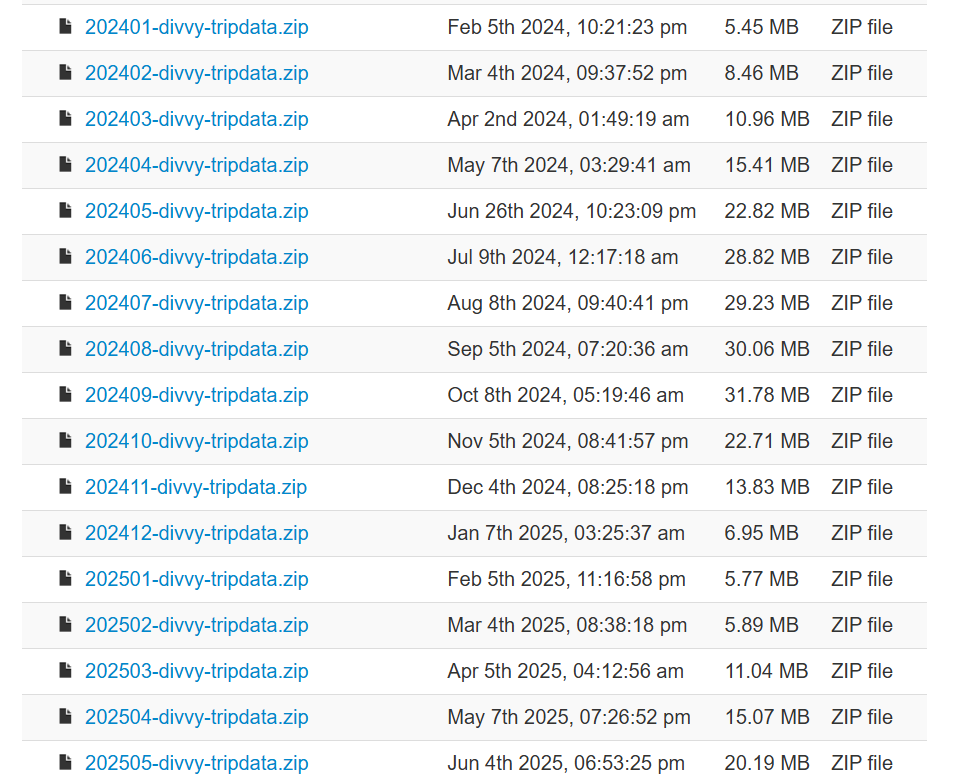 202401-divvy-tripdata.zip Feb 5th 2024, 10:21:23 pm 5.45 MB ZIP file
202402-divvy-tripdata.zip Mar 4th 2024, 09:37:52 pm 8.46 MB ZIP file
202403-divvy-tripdata.zip Apr 2nd 2024, 01:49:19 am 10.96 MB ZIP file
202404-divvy-tripdata.zip May 7th 2024, 03:29:41 am 15.41 MB ZIP file
202405-divvy-tripdata.zip Jun 26th 2024, 10:23:09 pm 22.82 MB ZIP file
202406-divvy-tripdata.zip Jul 9th 2024, 12:17:18 am 28.82 MB ZIP file
202407-divvy-tripdata.zip Aug 8th 2024, 09:40:41 pm 29.23 MB ZIP file
202408-divvy-tripdata.zip Sep 5th 2024, 07:20:36 am 30.06 MB ZIP file
202409-divvy-tripdata.zip Oct 8th 2024, 05:19:46 am 31.78 MB ZIP file
202410-divvy-tripdata.zip Nov 5th 2024, 08:41:57 pm 22.71 MB ZIP file
202411-divvy-tripdata.zip Dec 4th 2024, 08:25:18 pm 13.83 MB ZIP file
202412-divvy-tripdata.zip Jan 7th 2025, 03:25:37 am 6.95 MB ZIP file
202501-divvy-tripdata.zip Feb 5th 2025, 11:16:58 pm 5.77 MB ZIP file
202502-divvy-tripdata.zip Mar 4th 2025, 08:38:18 pm 5.89 MB ZIP file
202503-divvy-tripdata.zip Apr 5th 2025, 04:12:56 am 11.04 MB ZIP file
202504-divvy-tripdata.zip May 7th 2025, 07:26:52 pm 15.07 MB ZIP file
202505-divvy-tripdata.zip Jun 4th 2025, 06:53:25 pm 20.19 MB ZIP file